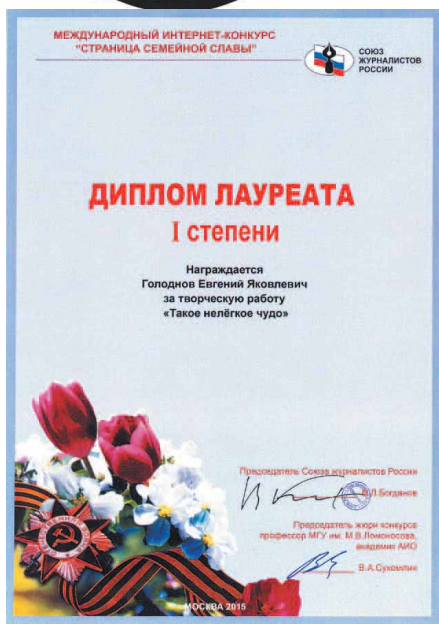 МЕЖДУНАРОДНЫЙ ИНТЕРНЕТ-КОНКУРС
"СТРАНИЦА СЕМЕЙНОЙ СЛАВЫ"
СОЮЗ
ЖУРНАЛИСТОВ
РОССИИ
ДИПЛОМ ЛАУРЕАТА
I степени
Награждается
Голоднов Евгений Яковлевич
за творческую работу
«Такое нелёгкое чудо»
Председатель Союза журналистов России
В.Л.Богданов
Председатель жюри конкурса
профессор МГУ им. М.В.Ломоносова,
академик АИО
В.А.Сухомлин
МОСКВА 2015